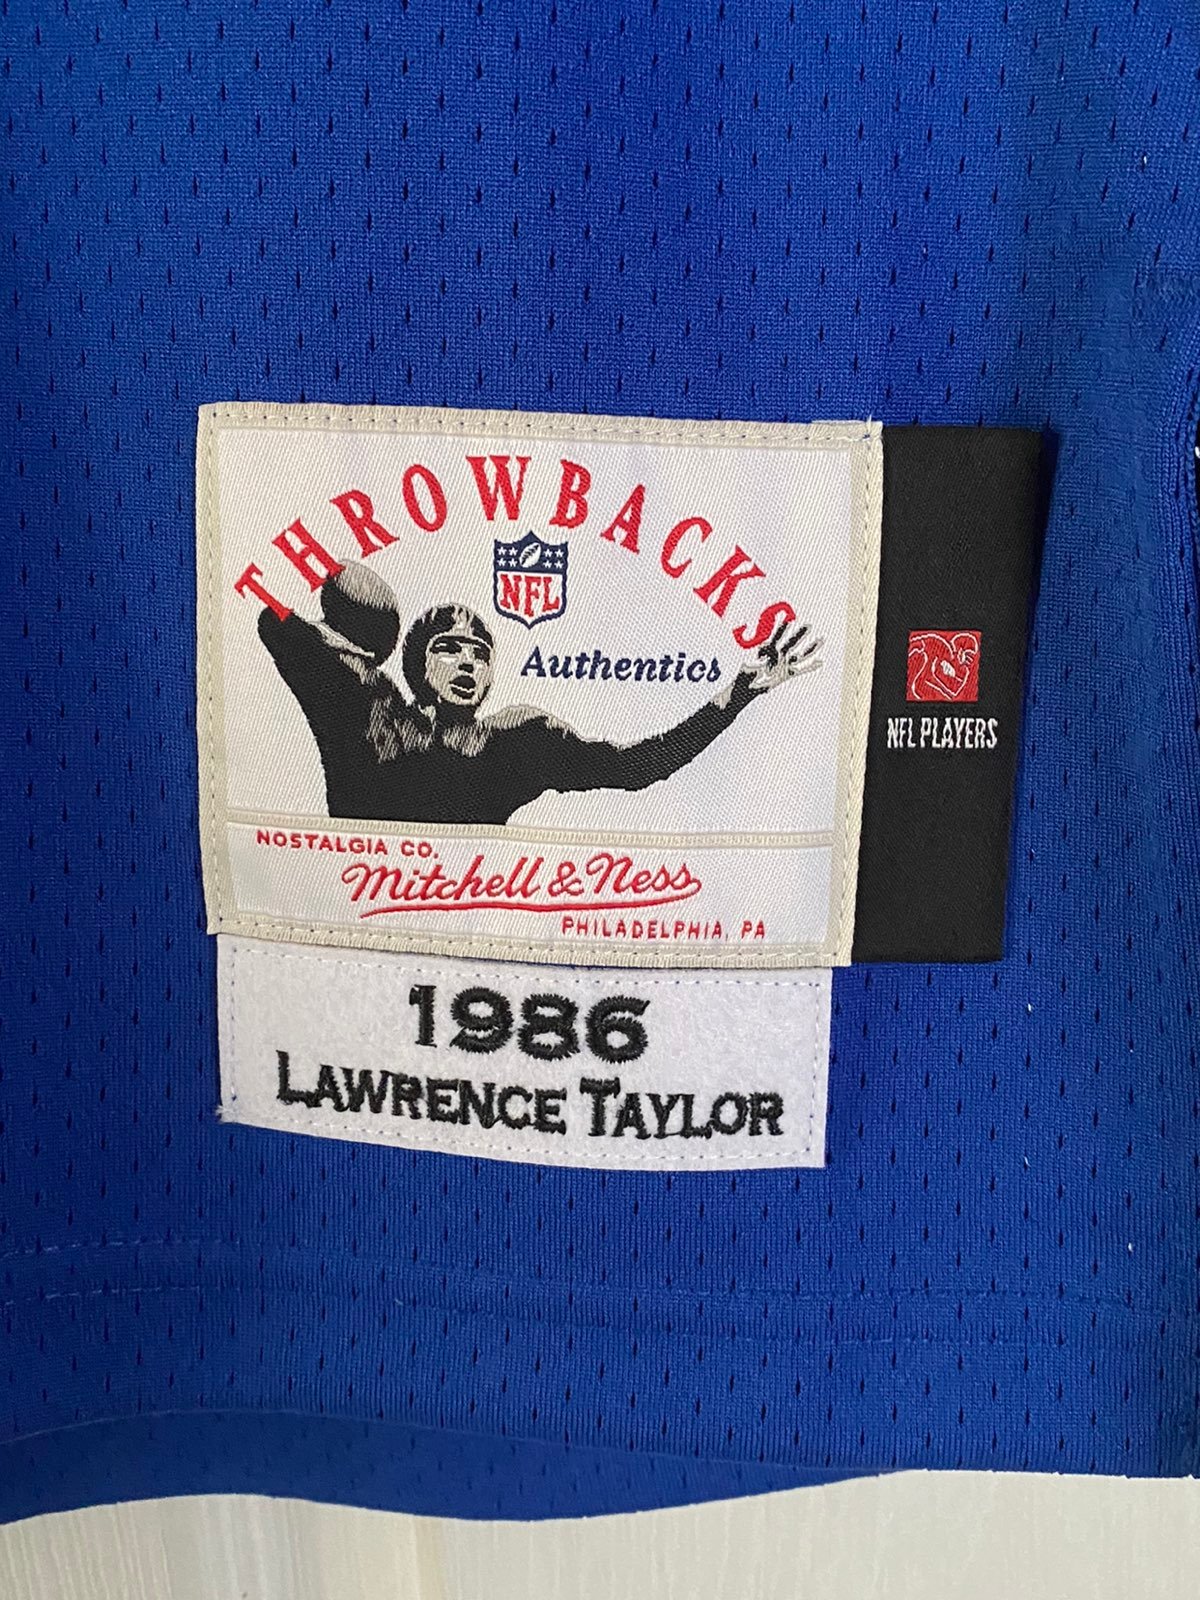 THROWBACKS
NFL
Authentics
NOSTALGIA CO.
Mitchell & Ness
PHILADELPHIA, PA
NFL PLAYERS
1986
LAWRENCE TAYLOR